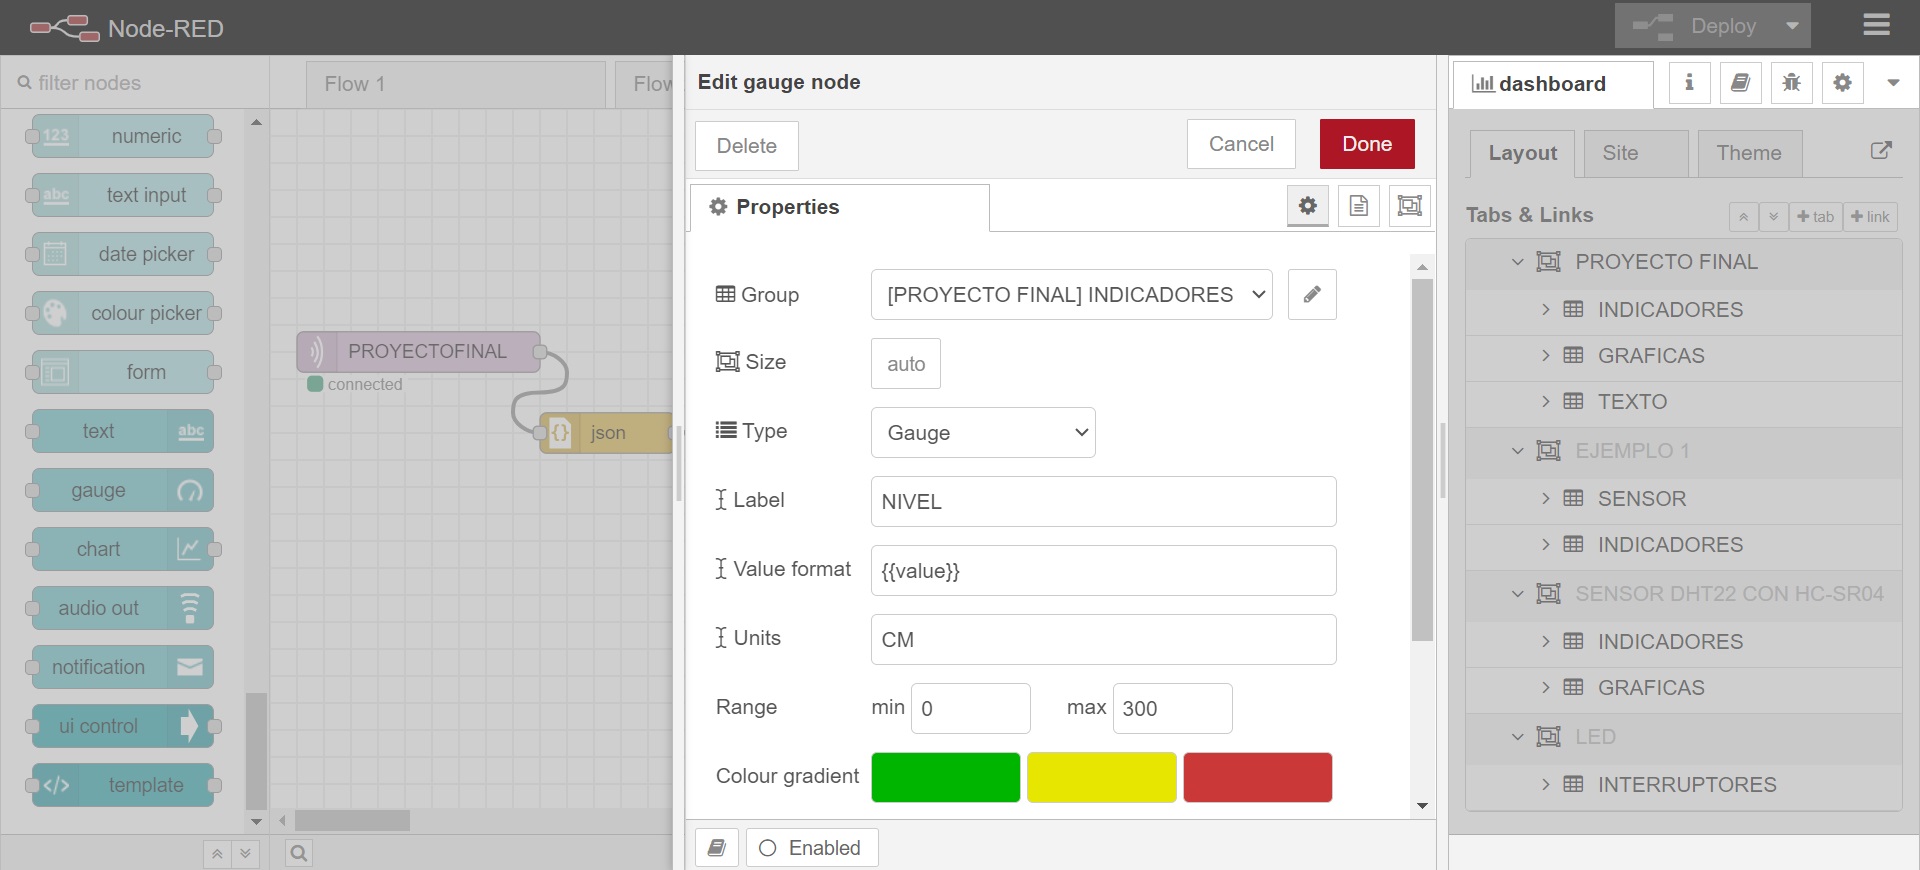 Node-RED
Deploy
filter nodes
numeric
text input
date picker
colour picker
form
text
gauge
chart
audio out
notification
ui control
template
123
abc
abc
Flow 1
Flow
PROYECTOFINAL
connected
{} json
Edit gauge node
Delete
Cancel
Done
Properties
Group [PROYECTO FINAL] INDICADORES
Size auto
Type Gauge
Label NIVEL
Value format {{value}}
Units CM
Range min 0 max 300
Colour gradient
Enabled
dashboard
i
Layout
Site
Theme
Tabs & Links
+ tab
+ link
PROYECTO FINAL
INDICADORES
GRAFICAS
TEXTO
EJEMPLO 1
SENSOR
INDICADORES
SENSOR DHT22 CON HC-SR04
INDICADORES
GRAFICAS
LED
INTERRUPTORES